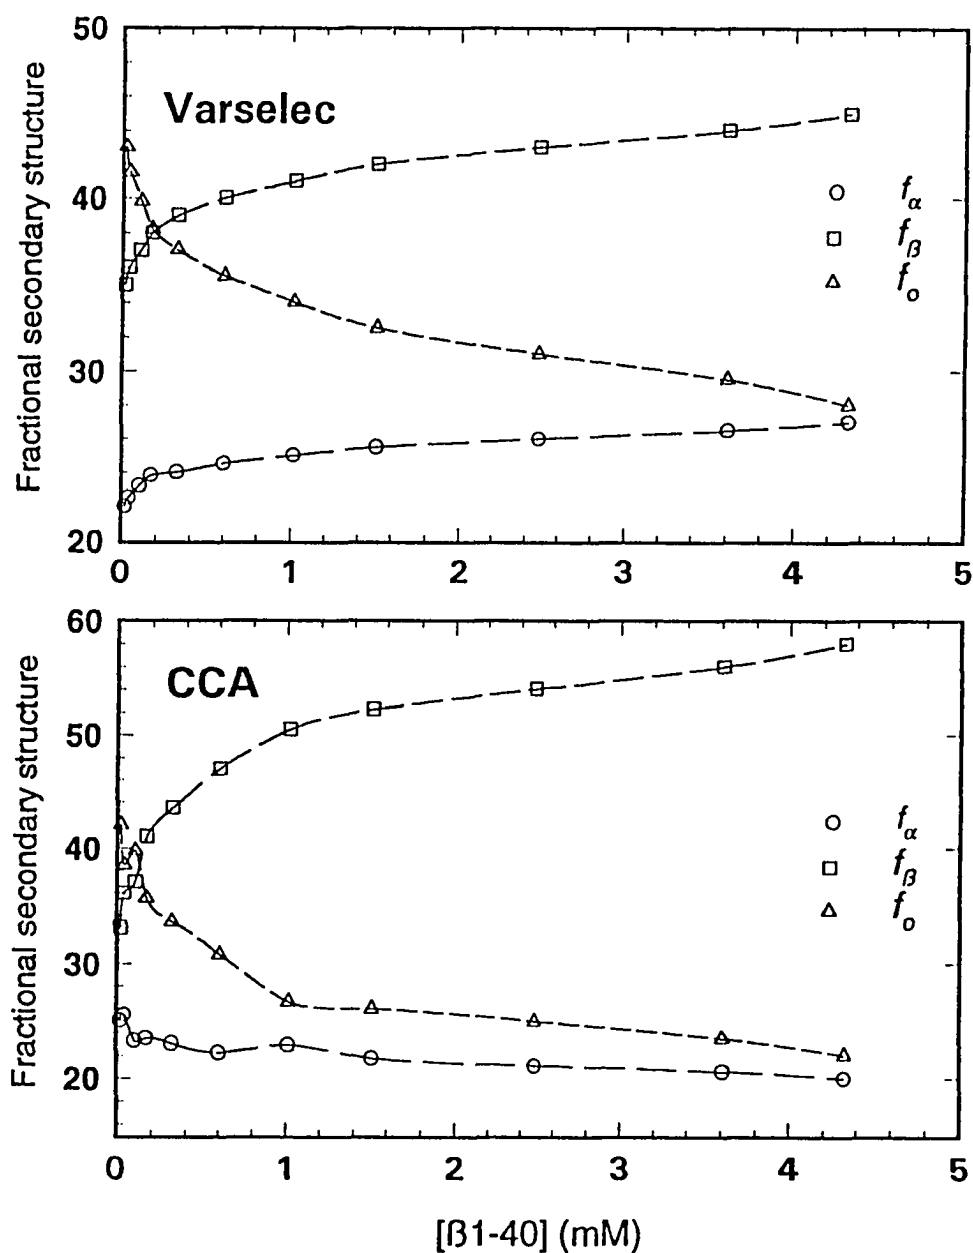 Fractional secondary structure
50
40
30
20
Varselec
fα
fβ
fo
0 1 2 3 4 5
Fractional secondary structure
60
50
40
30
20
CCA
fα
fβ
fo
0 1 2 3 4 5
[ß1-40] (mM)